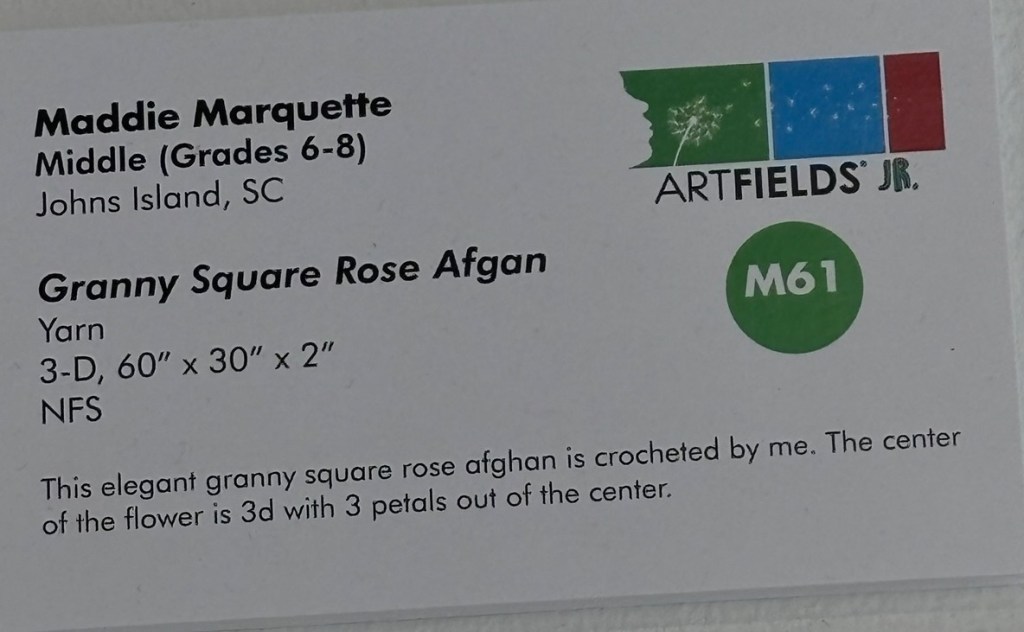 Maddie Marquette
Middle (Grades 6-8)
Johns Island, SC
ARTFIELDS® JR.
M61
Granny Square Rose Afgan
Yarn
3-D, 60" x 30" x 2"
NFS
This elegant granny square rose afghan is crocheted by me. The center
of the flower is 3d with 3 petals out of the center.